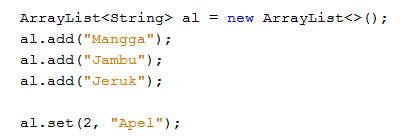 ArrayList<String> al = new ArrayList<>();
al.add("Mangga");
al.add("Jambu");
al.add("Jeruk");
al.set(2, "Apel");